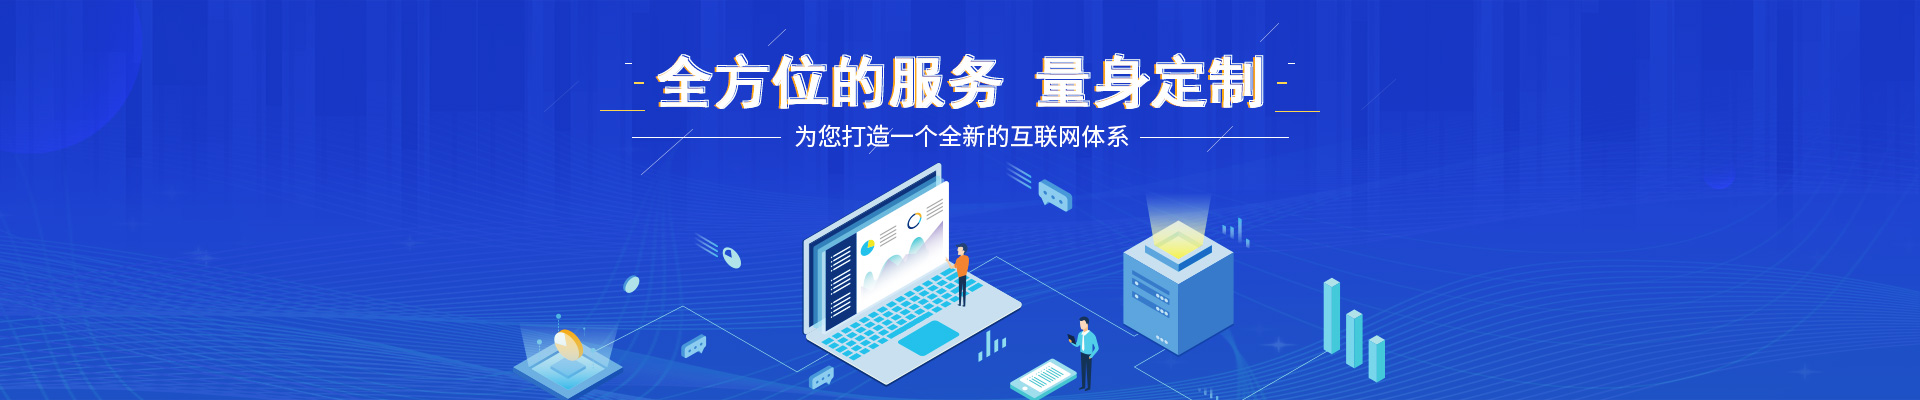 全方位的服务 量身定制
为您打造一个全新的互联网体系